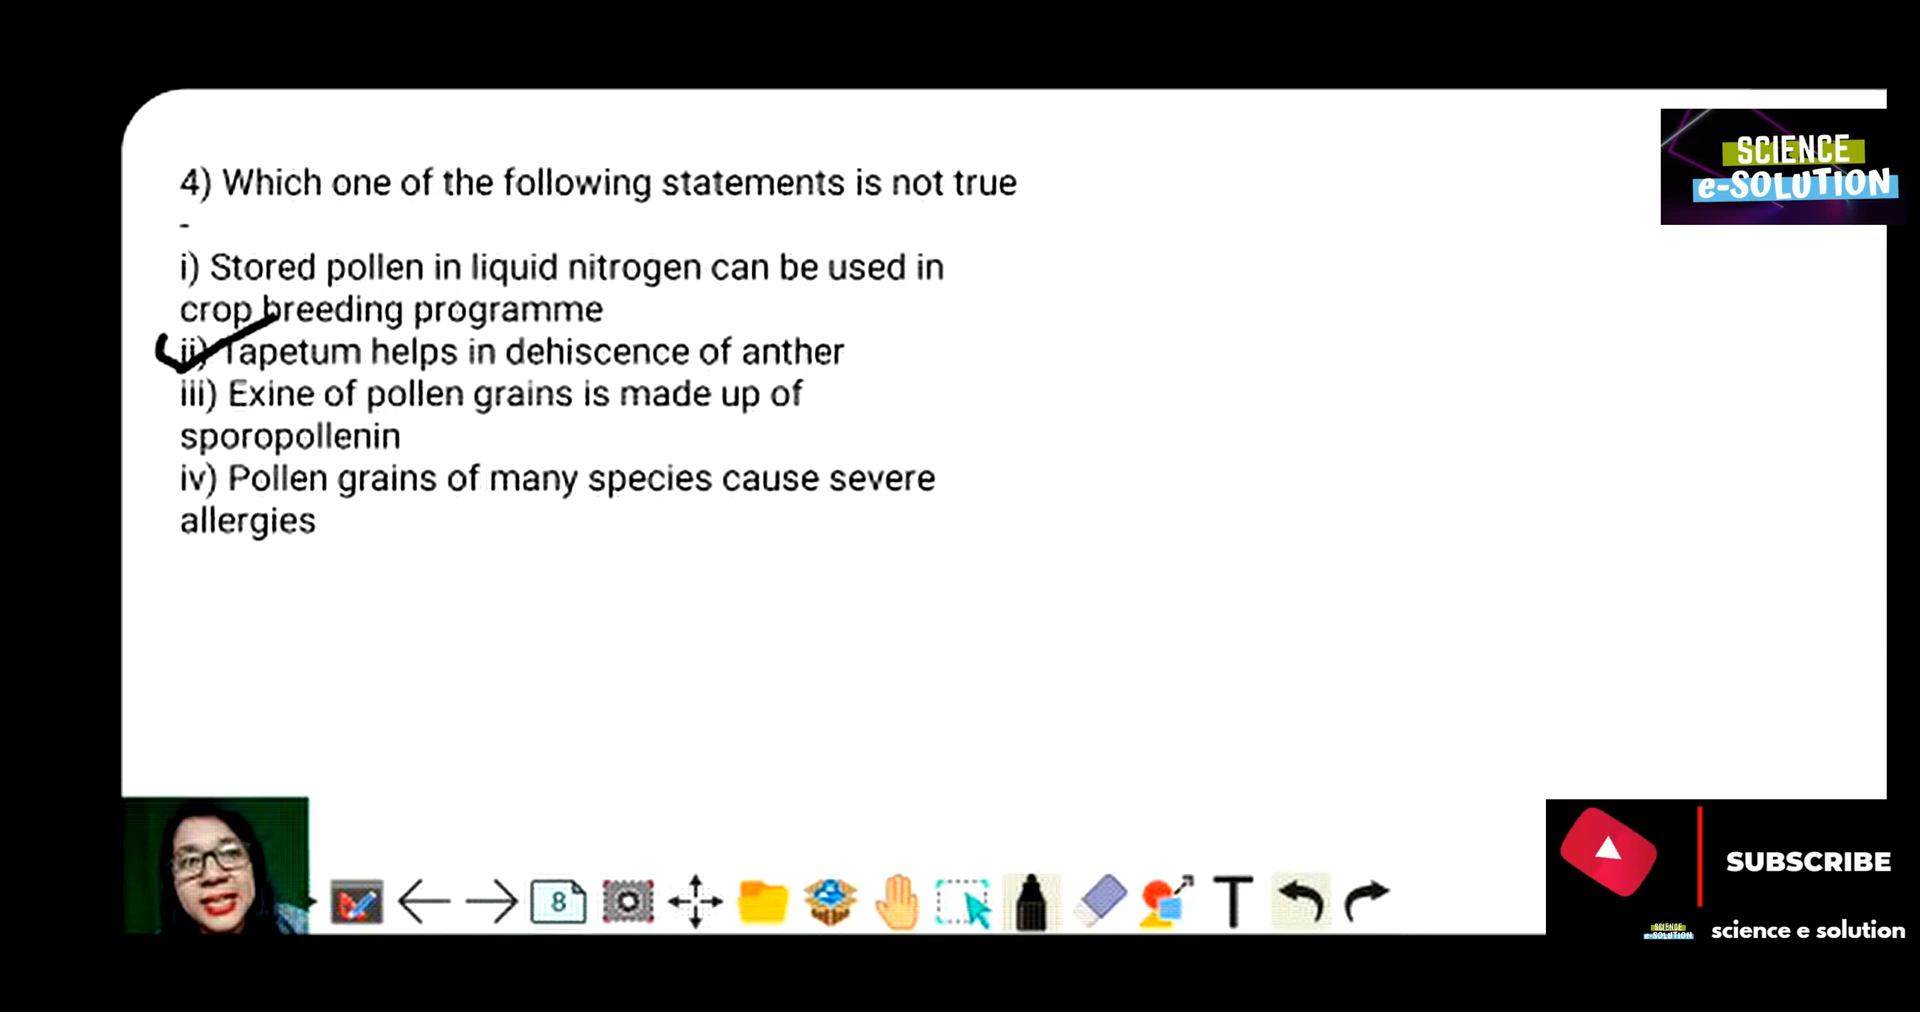 SCIENCE
e-SOLUTION
4) Which one of the following statements is not true
-
i) Stored pollen in liquid nitrogen can be used in
crop breeding programme
ii) Tapetum helps in dehiscence of anther
iii) Exine of pollen grains is made up of
sporopollenin
iv) Pollen grains of many species cause severe
allergies
8
T
SUBSCRIBE
SCIENCE
e-SOLUTION
science e solution